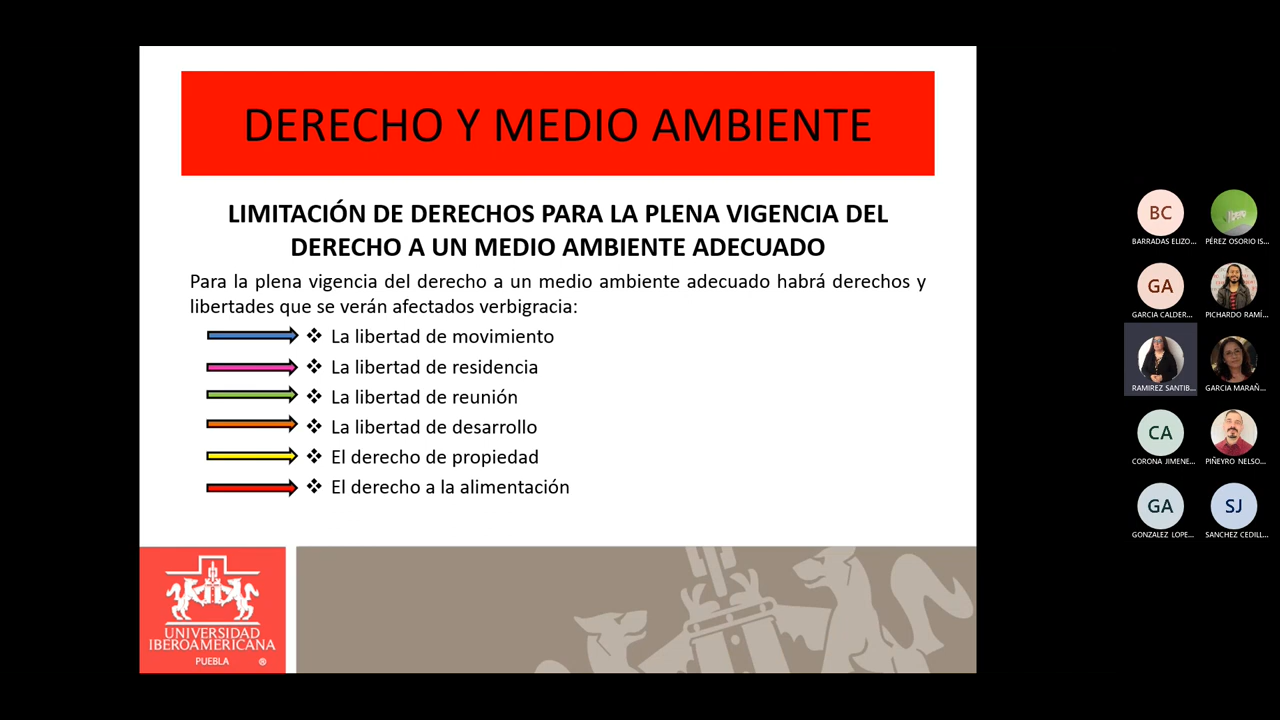 DERECHO Y MEDIO AMBIENTE
LIMITACIÓN DE DERECHOS PARA LA PLENA VIGENCIA DEL
DERECHO A UN MEDIO AMBIENTE ADECUADO
Para la plena vigencia del derecho a un medio ambiente adecuado habrá derechos y
libertades que se verán afectados verbigracia:
❖ La libertad de movimiento
❖ La libertad de residencia
❖ La libertad de reunión
❖ La libertad de desarrollo
❖ El derecho de propiedad
❖ El derecho a la alimentación
UNIVERSIDAD
IBEROAMERICANA
PUEBLA ®
BC
BARRADAS ELIZO...
PÉREZ OSORIO IS...
GA
GARCIA CALDER...
PICHARDO RAMÍ...
RAMIREZ SANTIB...
GARCIA MARAÑ...
CA
CORONA JIMENE...
PIÑEYRO NELSO...
GA
GONZALEZ LOPE...
SJ
SANCHEZ CEDILL...